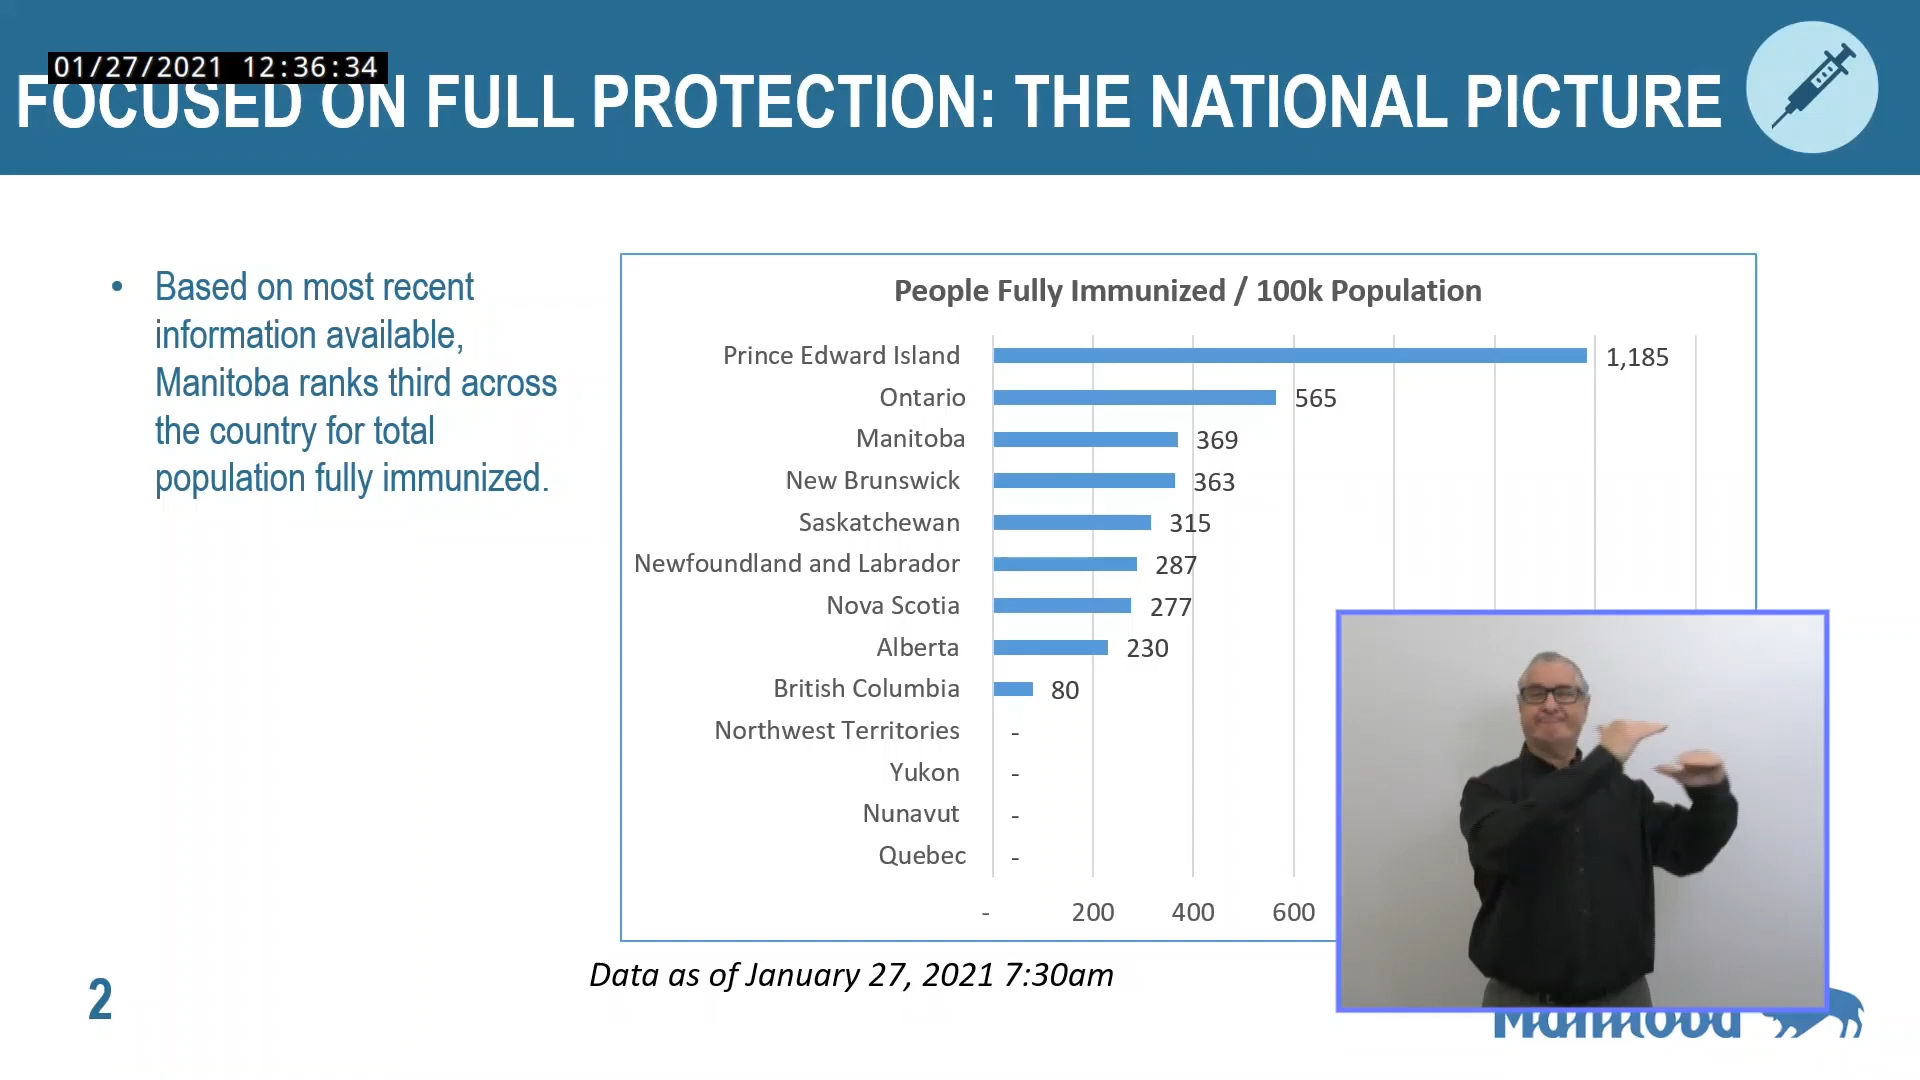 01/27/2021 12:36:34
FOCUSED ON FULL PROTECTION: THE NATIONAL PICTURE
• Based on most recent
information available,
Manitoba ranks third across
the country for total
population fully immunized.
People Fully Immunized / 100k Population
Prince Edward Island 1,185
Ontario 565
Manitoba 369
New Brunswick 363
Saskatchewan 315
Newfoundland and Labrador 287
Nova Scotia 277
Alberta 230
British Columbia 80
Northwest Territories -
Yukon -
Nunavut -
Quebec -
- 200 400 600
Data as of January 27, 2021 7:30am
2
Manitoba